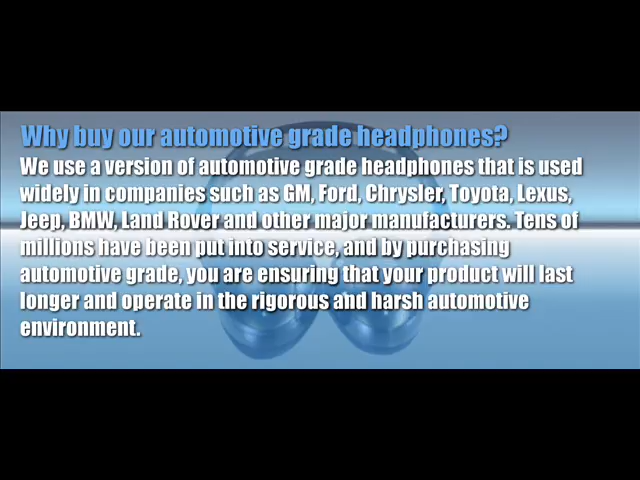 Why buy our automotive grade headphones?
We use a version of automotive grade headphones that is used
widely in companies such as GM, Ford, Chrysler, Toyota, Lexus,
Jeep, BMW, Land Rover and other major manufacturers. Tens of
millions have been put into service, and by purchasing
automotive grade, you are ensuring that your product will last
longer and operate in the rigorous and harsh automotive
environment.